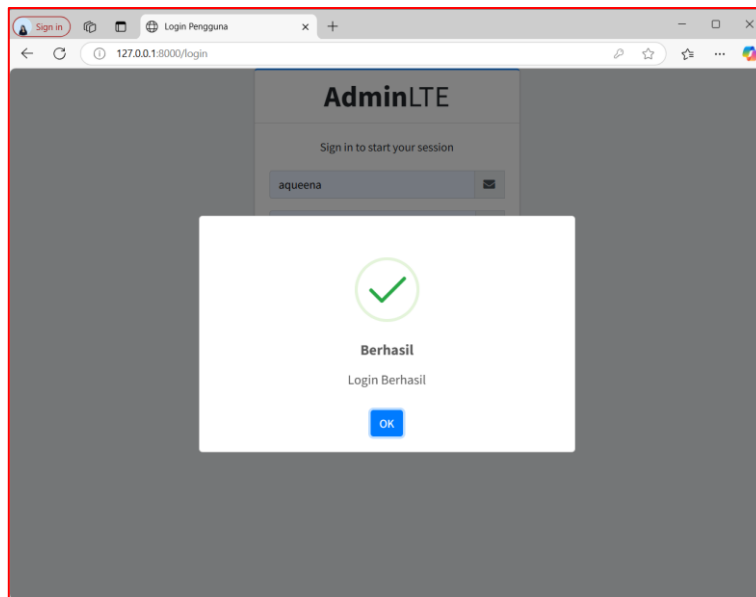 Sign in
Login Pengguna
127.0.0.1:8000/login
AdminLTE
Sign in to start your session
aqueena
Berhasil
Login Berhasil
OK